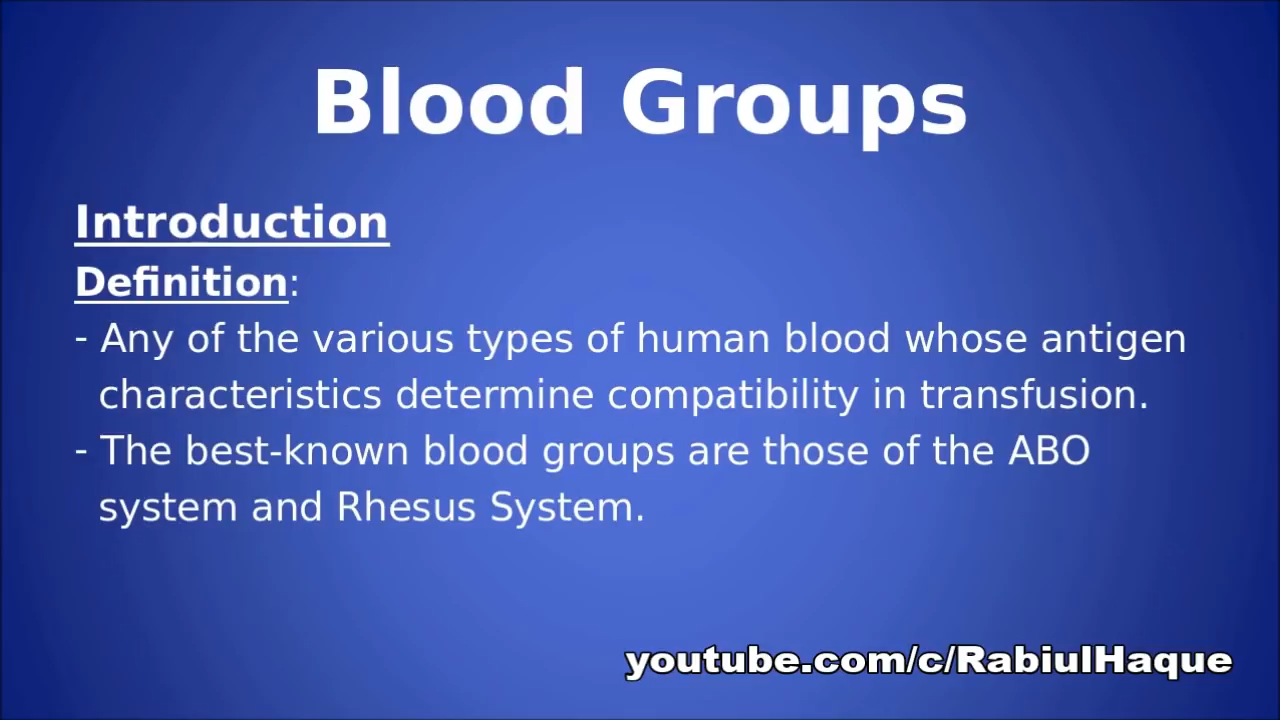 Blood Groups
Introduction
Definition:
- Any of the various types of human blood whose antigen
characteristics determine compatibility in transfusion.
- The best-known blood groups are those of the ABO
system and Rhesus System.
youtube.com/c/RabiulHaque